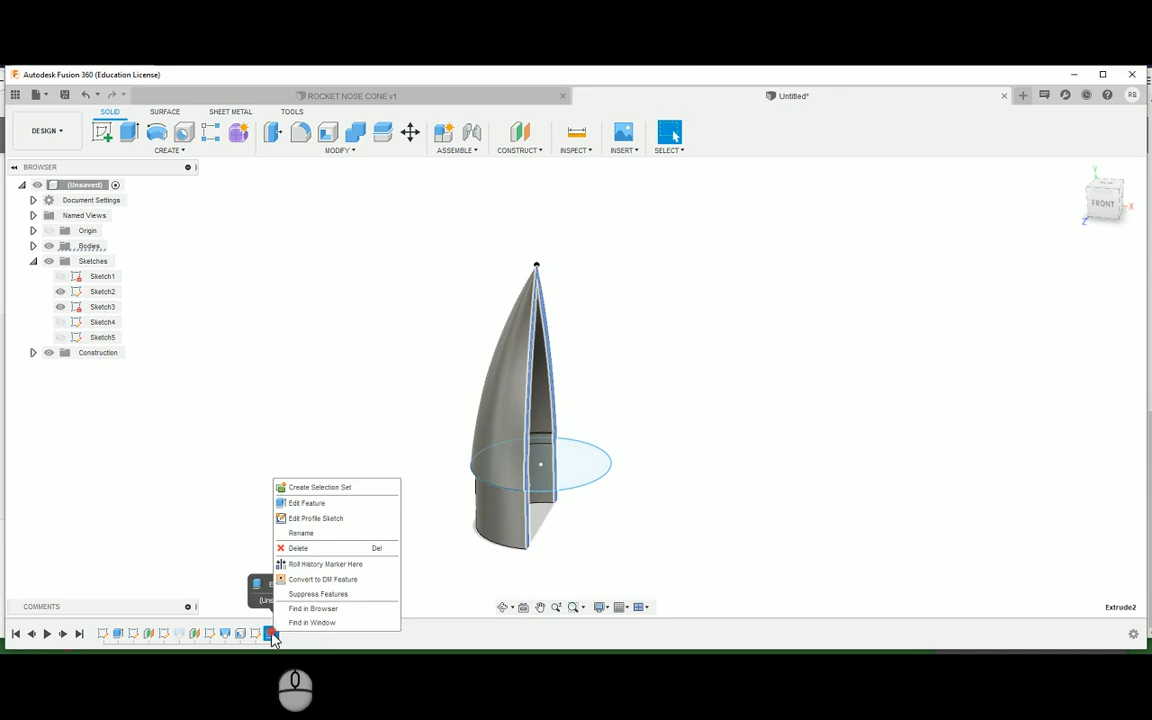 Autodesk Fusion 360 (Education License)
ROCKET NOSE CONE v1
Untitled*
RB
SOLID
SURFACE
SHEET METAL
TOOLS
DESIGN
CREATE
MODIFY
ASSEMBLE
CONSTRUCT
INSPECT
INSERT
SELECT
BROWSER
(Unsaved)
Document Settings
Named Views
Origin
Bodies
Sketches
Sketch1
Sketch2
Sketch3
Sketch4
Sketch5
Construction
Y
FRONT
X
Z
Create Selection Set
Edit Feature
Edit Profile Sketch
Rename
Delete Del
Roll History Marker Here
Convert to DM Feature
Suppress Features
Find in Browser
Find in Window
COMMENTS
Extrude2